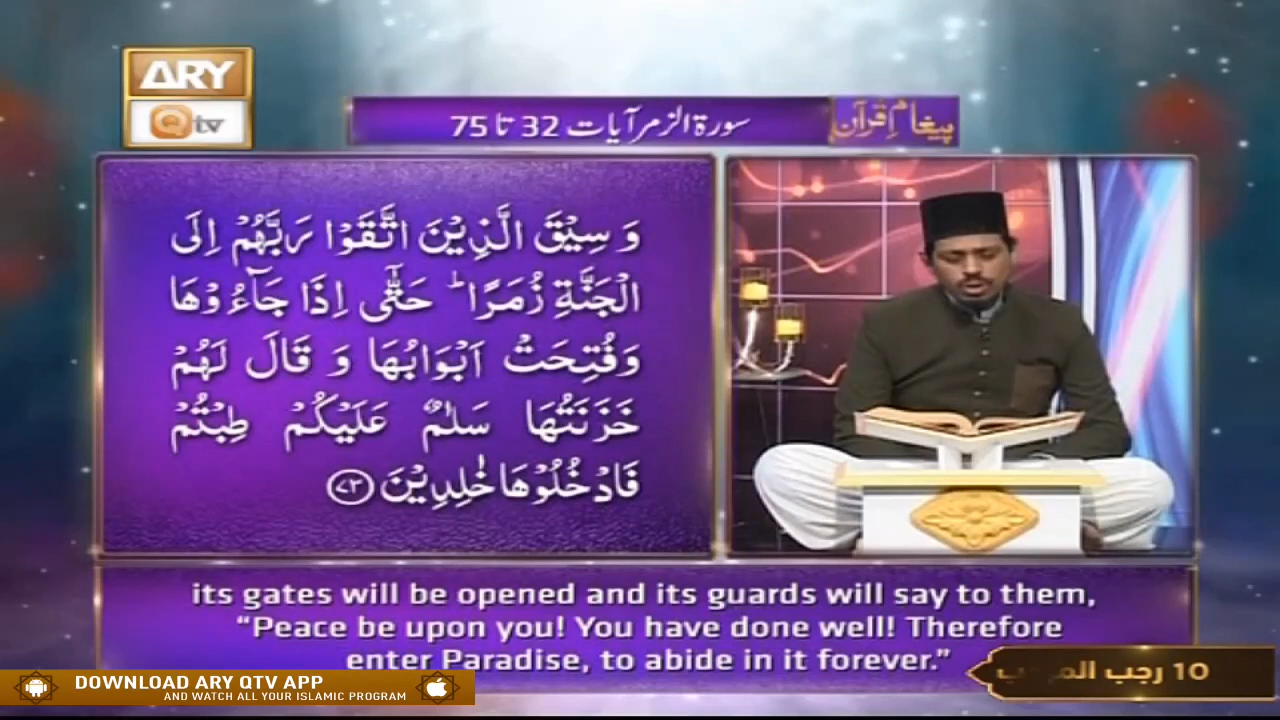 ARY
Qtv
پیغامِ قرآن
سورۃ الزمر آیات 32 تا 75
وَ سِیْقَ الَّذِیْنَ اتَّقَوْا رَبَّهُمْ اِلَى
الْجَنَّةِ زُمَرًا ؕ حَتّٰۤى اِذَا جَآءُوْهَا
وَفُتِحَتْ اَبْوَابُهَا وَ قَالَ لَهُمْ
خَزَنَتُهَا سَلٰمٌ عَلَیْكُمْ طِبْتُمْ
فَادْخُلُوْهَا خٰلِدِیْنَ ﴿۷۳﴾
its gates will be opened and its guards will say to them,
“Peace be upon you! You have done well! Therefore
enter Paradise, to abide in it forever.”
DOWNLOAD ARY QTV APP
AND WATCH ALL YOUR ISLAMIC PROGRAM
10 رجب